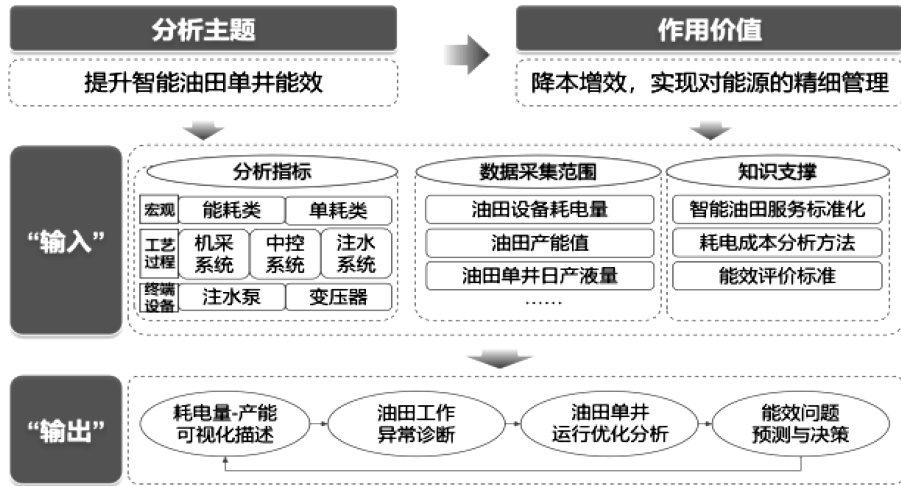 分析主题
作用价值
提升智能油田单井能效
降本增效，实现对能源的精细管理
“输入”
分析指标
宏观
能耗类
单耗类
工艺
过程
机采
系统
中控
系统
注水
系统
终端
设备
注水泵
变压器
数据采集范围
油田设备耗电量
油田产能值
油田单井日产液量
……
知识支撑
智能油田服务标准化
耗电成本分析方法
能效评价标准
“输出”
耗电量-产能
可视化描述
油田工作
异常诊断
油田单井
运行优化分析
能效问题
预测与决策